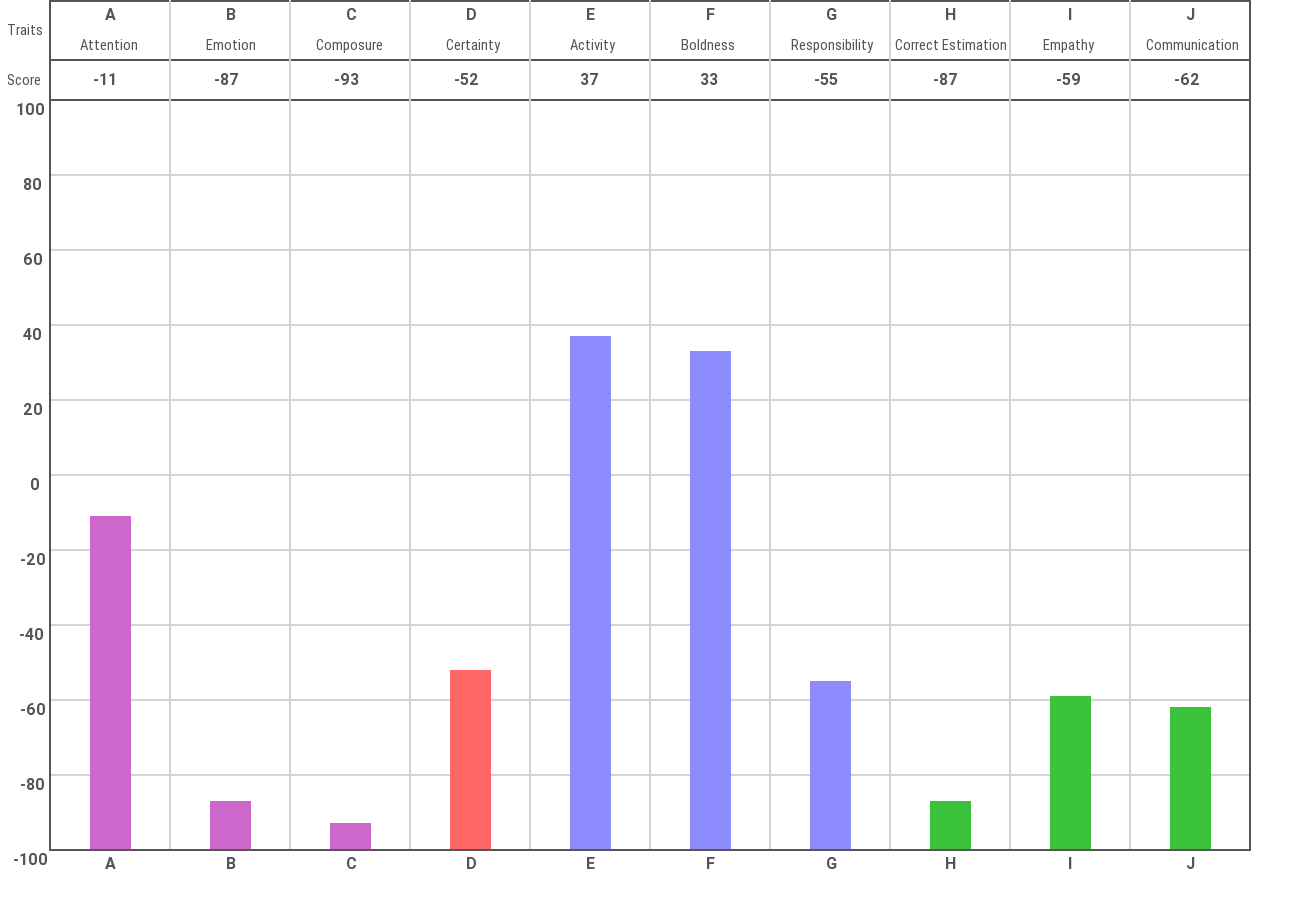 A B C D E F G H I J
Traits
Attention Emotion Composure Certainty Activity Boldness Responsibility Correct Estimation Empathy Communication
Score -11 -87 -93 -52 37 33 -55 -87 -59 -62
100
80
60
40
20
0
-20
-40
-60
-80
-100
A B C D E F G H I J